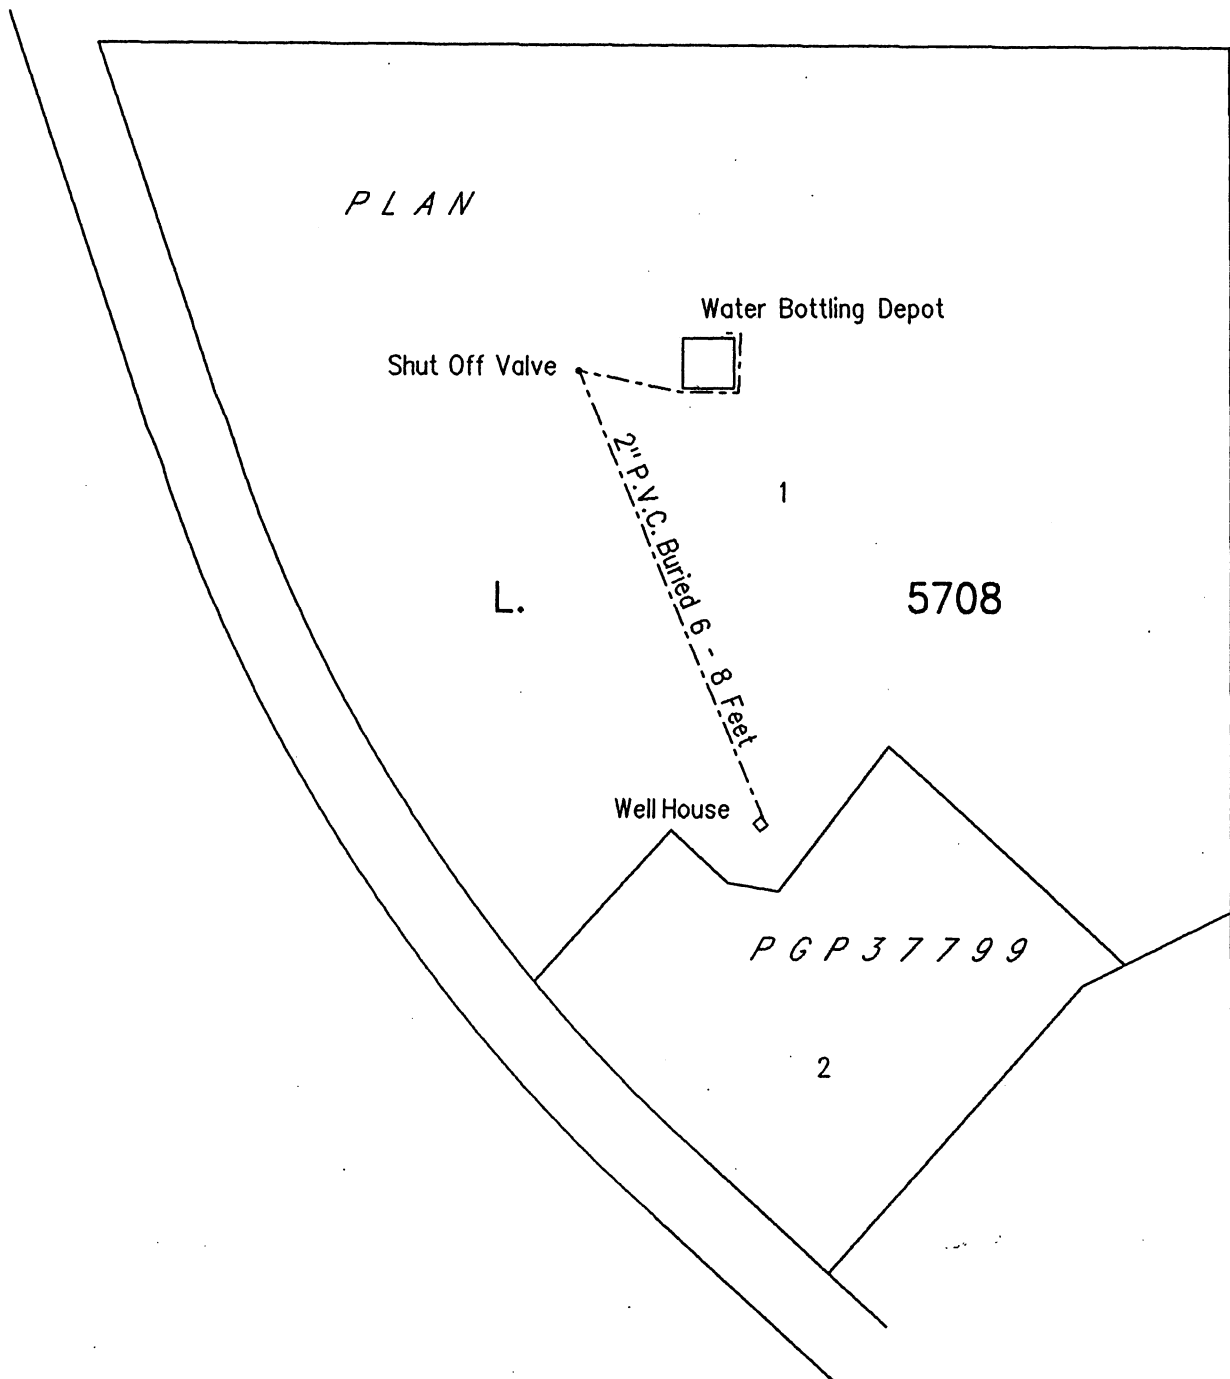 PLAN
Water Bottling Depot
Shut Off Valve
2" P.V.C. Buried 6 - 8 Feet
1
L. 5708
Well House
PGP37799
2